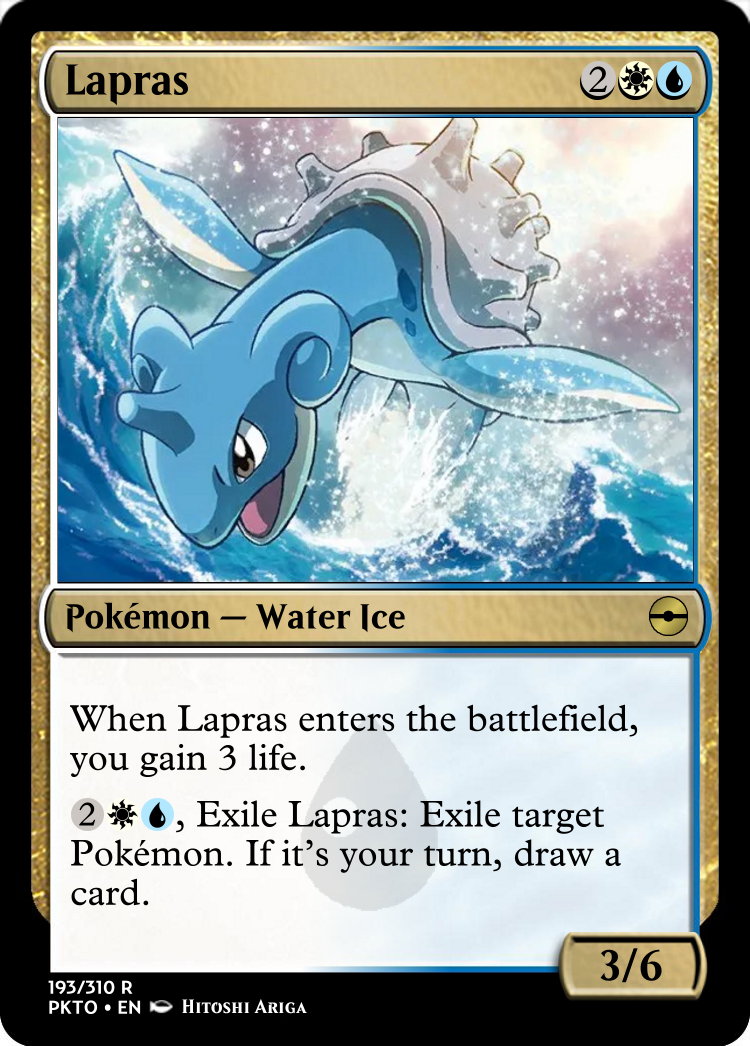 Lapras 2
Pokémon — Water Ice
When Lapras enters the battlefield,
you gain 3 life.
2, Exile Lapras: Exile target
Pokémon. If it's your turn, draw a
card.
3/6
193/310 R
PKTO • EN Hitoshi Ariga